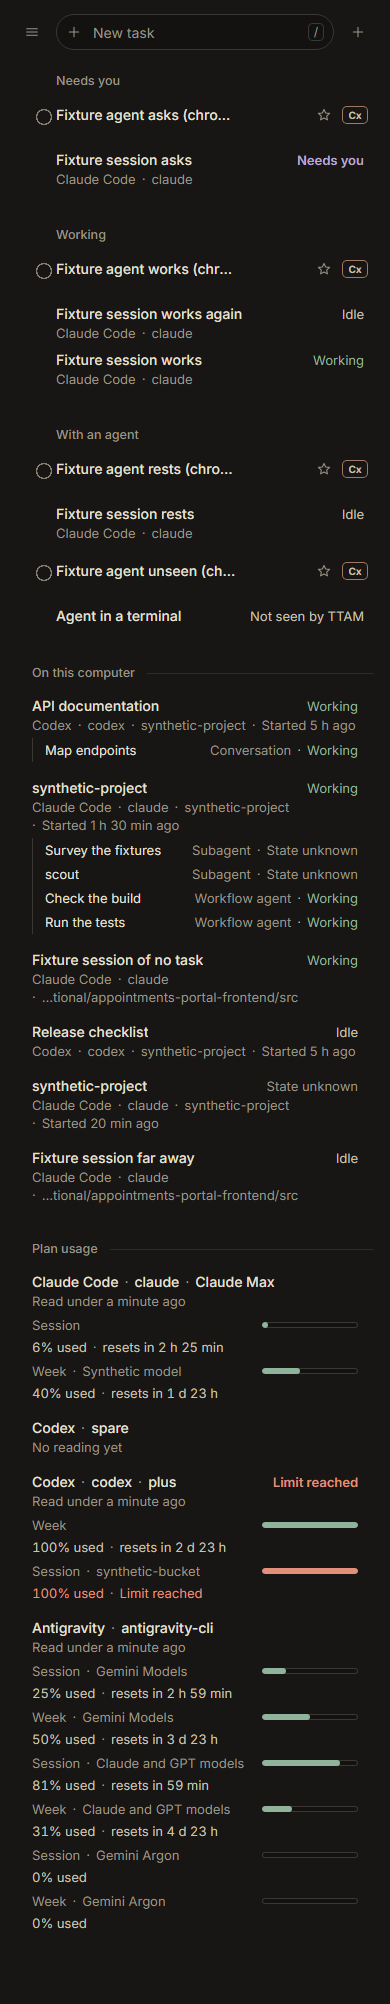 New task /
Needs you
Fixture agent asks (chro... Cx
Fixture session asks Needs you
Claude Code · claude
Working
Fixture agent works (chr... Cx
Fixture session works again Idle
Claude Code · claude
Fixture session works Working
Claude Code · claude
With an agent
Fixture agent rests (chro... Cx
Fixture session rests Idle
Claude Code · claude
Fixture agent unseen (ch... Cx
Agent in a terminal Not seen by TTAM
On this computer
API documentation Working
Codex · codex · synthetic-project · Started 5 h ago
Map endpoints Conversation · Working
synthetic-project Working
Claude Code · claude · synthetic-project
· Started 1 h 30 min ago
Survey the fixtures Subagent · State unknown
scout Subagent · State unknown
Check the build Workflow agent · Working
Run the tests Workflow agent · Working
Fixture session of no task Working
Claude Code · claude
· ...tional/appointments-portal-frontend/src
Release checklist Idle
Codex · codex · synthetic-project · Started 5 h ago
synthetic-project State unknown
Claude Code · claude · synthetic-project
· Started 20 min ago
Fixture session far away Idle
Claude Code · claude
· ...tional/appointments-portal-frontend/src
Plan usage
Claude Code · claude · Claude Max
Read under a minute ago
Session
6% used · resets in 2 h 25 min
Week · Synthetic model
40% used · resets in 1 d 23 h
Codex · spare
No reading yet
Codex · codex · plus Limit reached
Read under a minute ago
Week
100% used · resets in 2 d 23 h
Session · synthetic-bucket
100% used · Limit reached
Antigravity · antigravity-cli
Read under a minute ago
Session · Gemini Models
25% used · resets in 2 h 59 min
Week · Gemini Models
50% used · resets in 3 d 23 h
Session · Claude and GPT models
81% used · resets in 59 min
Week · Claude and GPT models
31% used · resets in 4 d 23 h
Session · Gemini Argon
0% used
Week · Gemini Argon
0% used